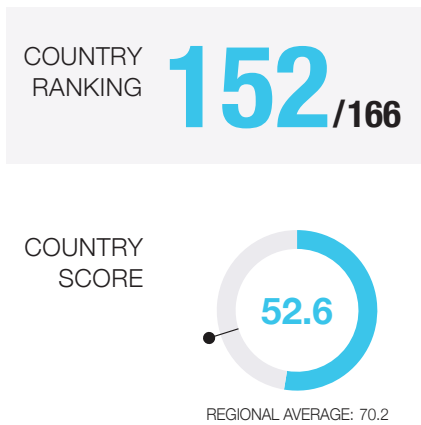 COUNTRY
RANKING
152/166
COUNTRY
SCORE
52.6
REGIONAL AVERAGE: 70.2